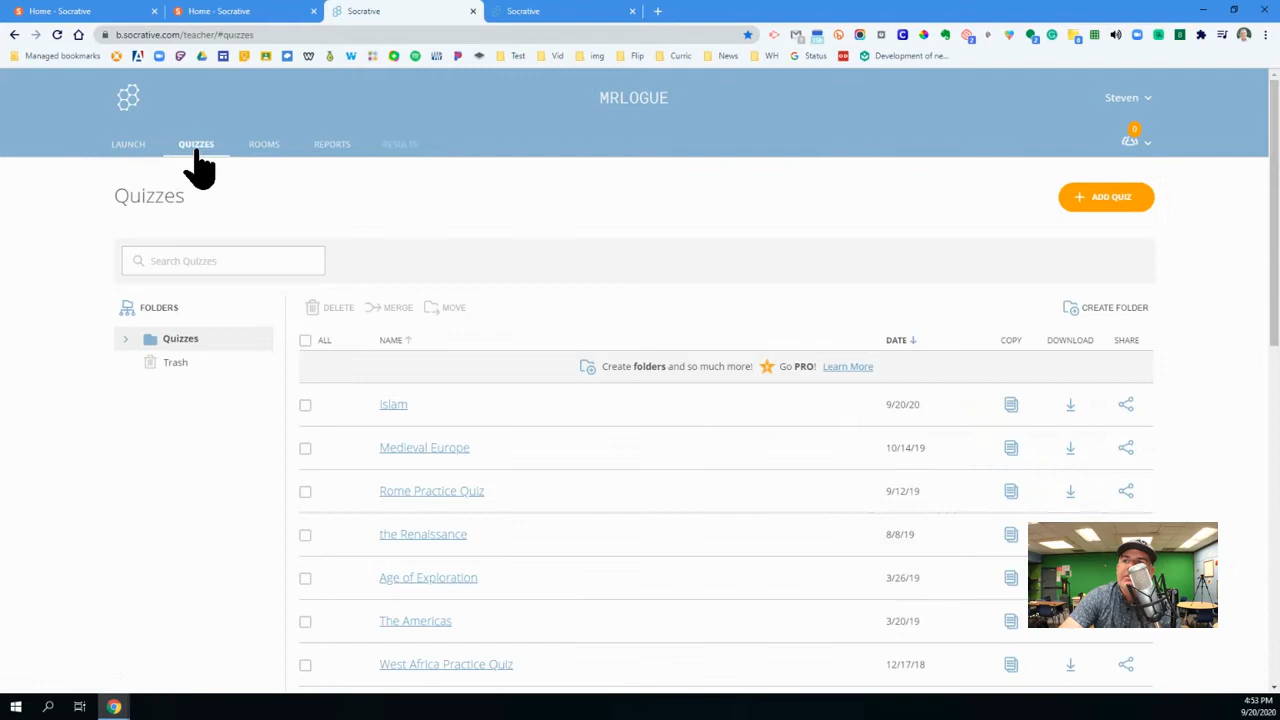 Home - Socrative
Home - Socrative
Socrative
Socrative
b.socrative.com/teacher/#quizzes
Managed bookmarks
Test
Vid
img
Flip
Curric
News
WH
Status
Development of ne...
MRLOGUE
Steven
0
LAUNCH
QUIZZES
ROOMS
REPORTS
RESULTS
Quizzes
ADD QUIZ
Search Quizzes
FOLDERS
DELETE
MERGE
MOVE
CREATE FOLDER
Quizzes
Trash
ALL
NAME
DATE
COPY
DOWNLOAD
SHARE
Create folders and so much more! Go PRO! Learn More
islam 9/20/20
Medieval Europe 10/14/19
Rome Practice Quiz 9/12/19
the Renaissance 8/8/19
Age of Exploration 3/26/19
The Americas 3/20/19
West Africa Practice Quiz 12/17/18
4:53 PM
9/20/2020